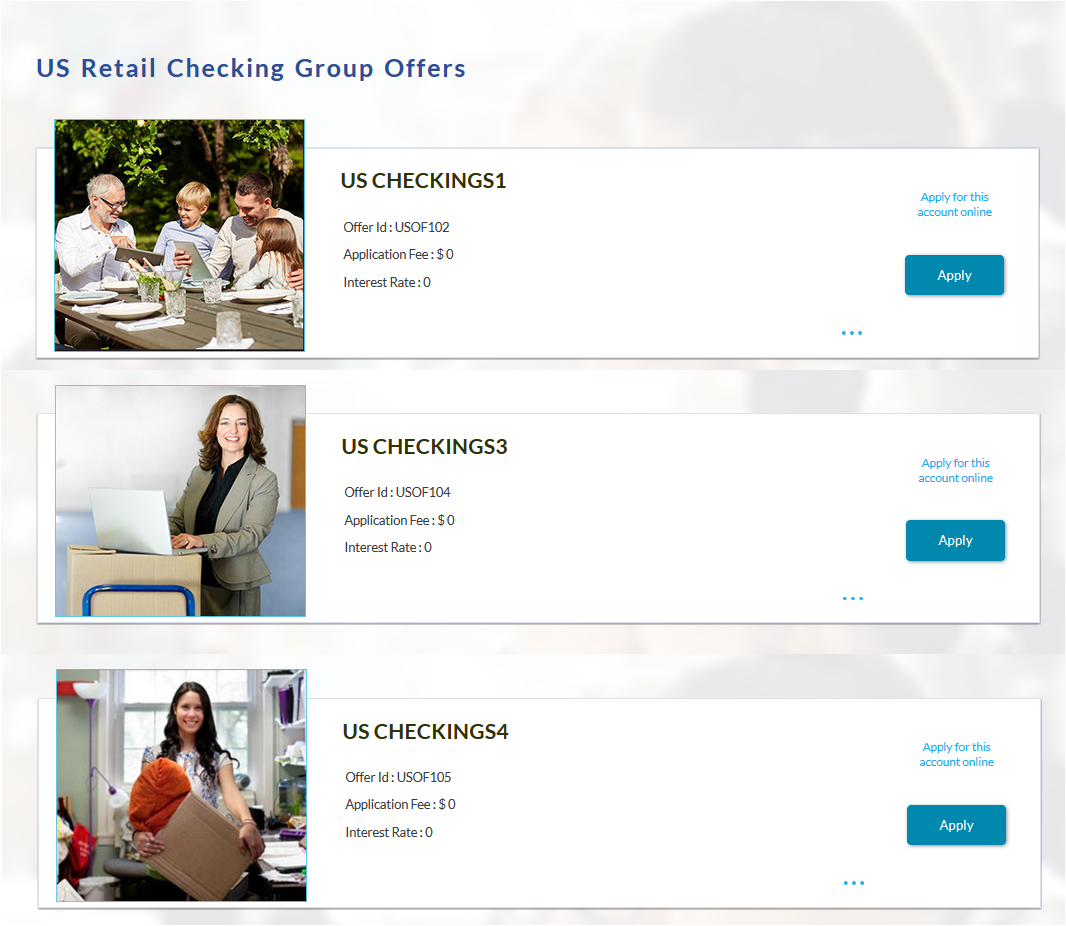 US Retail Checking Group Offers
US CHECKINGS1
Offer Id : USOF102
Application Fee : $ 0
Interest Rate : 0
Apply for this
account online
Apply
US CHECKINGS3
Offer Id : USOF104
Application Fee : $ 0
Interest Rate : 0
Apply for this
account online
Apply
US CHECKINGS4
Offer Id : USOF105
Application Fee : $ 0
Interest Rate : 0
Apply for this
account online
Apply